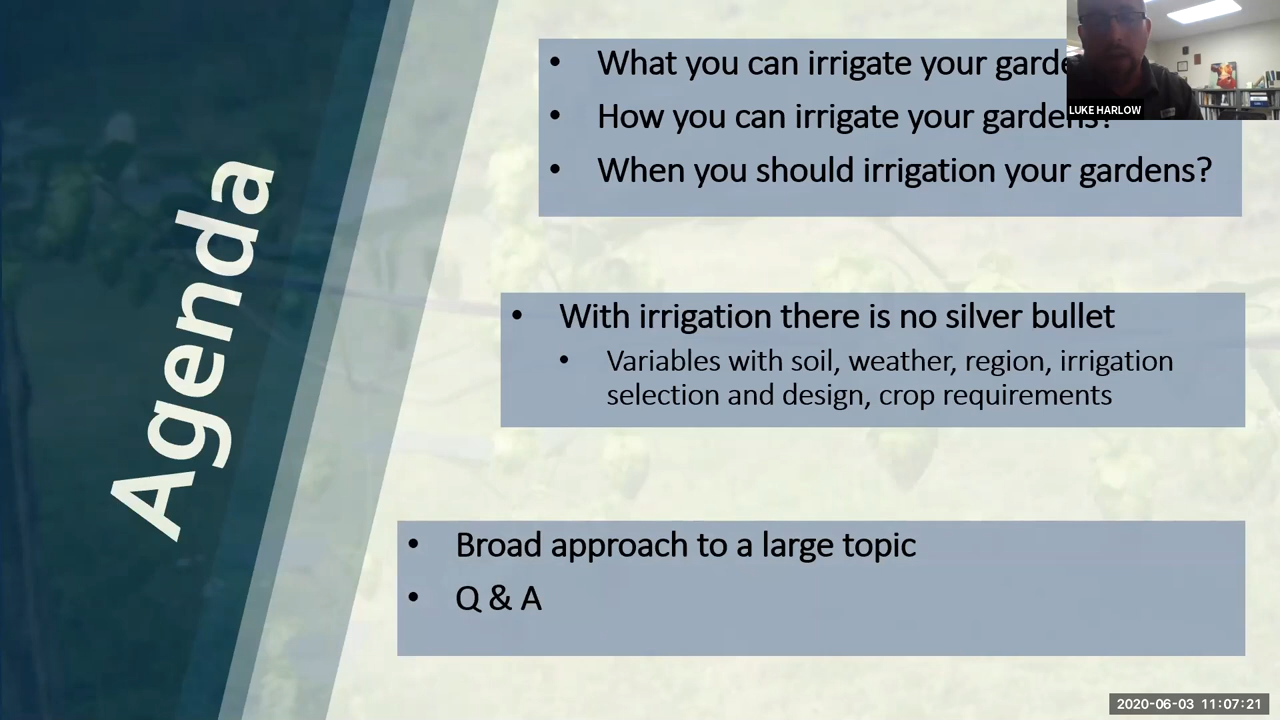 Agenda
• What you can irrigate your
• How you can irrigate your gardens?
• When you should irrigation your gardens?
LUKE HARLOW
• With irrigation there is no silver bullet
• Variables with soil, weather, region, irrigation
selection and design, crop requirements
• Broad approach to a large topic
• Q & A
2020-06-03 11:07:21